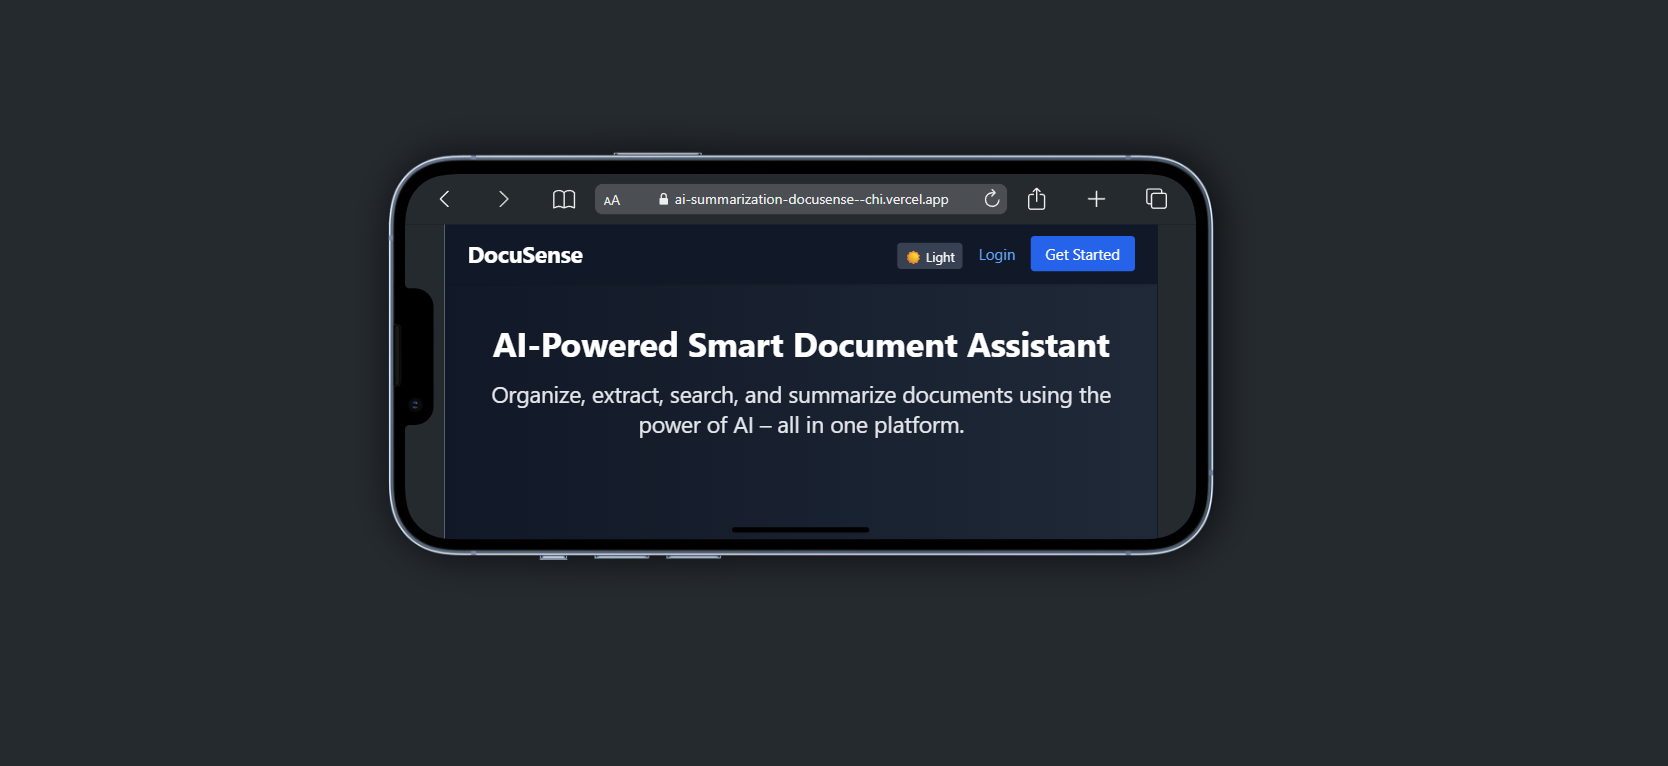 AA ai-summarization-docusense--chi.vercel.app
DocuSense Light Login Get Started
AI-Powered Smart Document Assistant
Organize, extract, search, and summarize documents using the
power of AI – all in one platform.